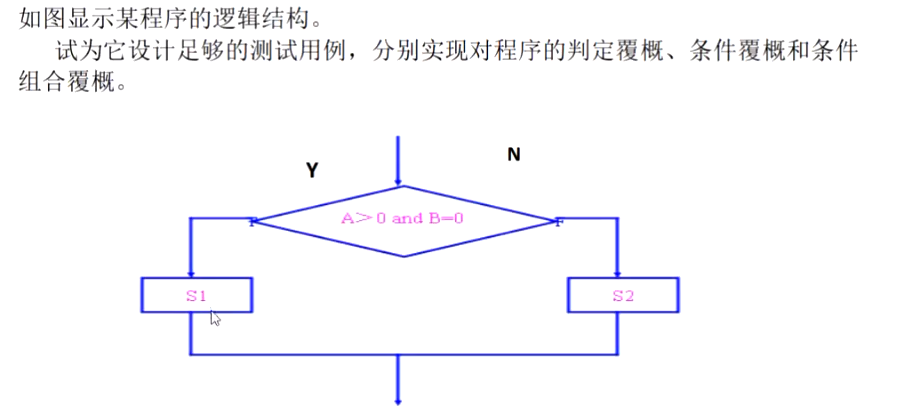 如图显示某程序的逻辑结构。
试为它设计足够的测试用例，分别实现对程序的判定覆概、条件覆概和条件
组合覆概。
Y
N
A＞0 and B=0
T
F
S1
S2